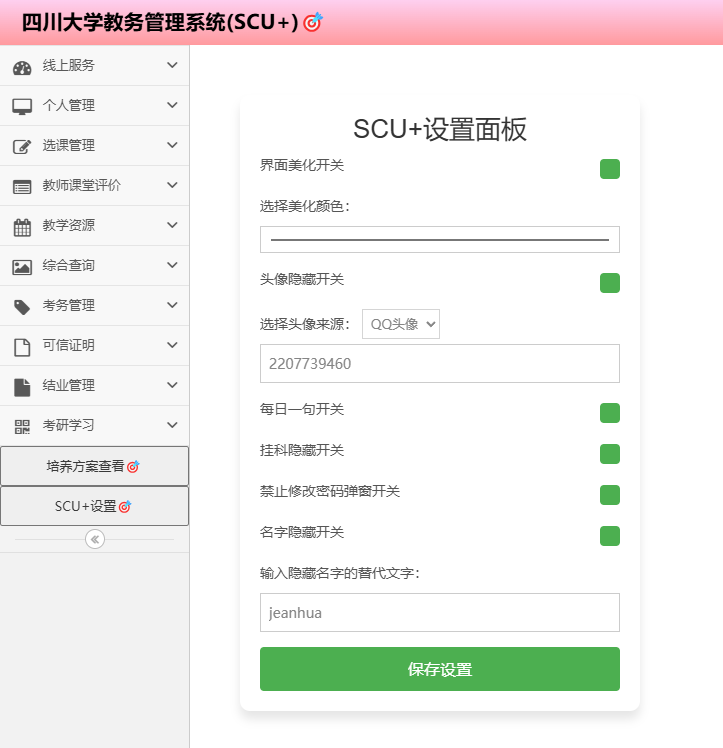 四川大学教务管理系统(SCU+)🎯
线上服务
个人管理
选课管理
教师课堂评价
教学资源
综合查询
考务管理
可信证明
结业管理
考研学习
培养方案查看🎯
SCU+设置🎯
SCU+设置面板
界面美化开关
选择美化颜色：
头像隐藏开关
选择头像来源： QQ头像
2207739460
每日一句开关
挂科隐藏开关
禁止修改密码弹窗开关
名字隐藏开关
输入隐藏名字的替代文字：
jeanhua
保存设置